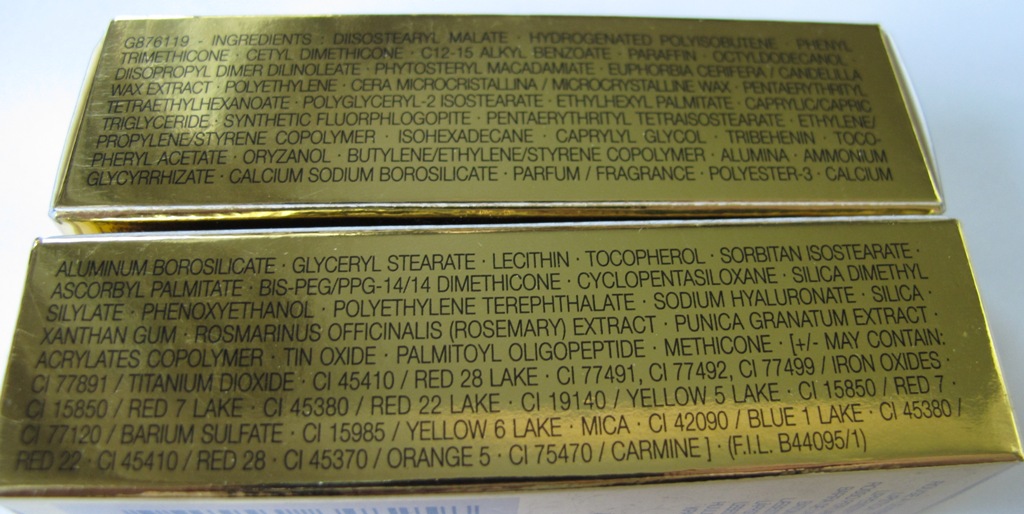 G876119 - INGREDIENTS · DIISOSTEARYL MALATE · HYDROGENATED POLYISOBUTENE · PHENYL
TRIMETHICONE · CETYL DIMETHICONE · C12-15 ALKYL BENZOATE · PARAFFIN · OCTYLDODECANOL ·
DIISOPROPYL DIMER DILINOLEATE · PHYTOSTERYL MACADAMIATE · EUPHORBIA CERIFERA / CANDELILLA
WAX EXTRACT · POLYETHYLENE · CERA MICROCRISTALLINA / MICROCRYSTALLINE WAX, PENTAERYTHRITYL
TETRAETHYLHEXANOATE · POLYGLYCERYL-2 ISOSTEARATE · ETHYLHEXYL PALMITATE · CAPRYLIC/CAPRIC
TRIGLYCERIDE · SYNTHETIC FLUORPHLOGOPITE · PENTAERYTHRITYL TETRAISOSTEARATE · ETHYLENE/
PROPYLENE/STYRENE COPOLYMER · ISOHEXADECANE · CAPRYLYL GLYCOL · TRIBEHENIN · TOCO-
PHERYL ACETATE · ORYZANOL · BUTYLENE/ETHYLENE/STYRENE COPOLYMER · ALUMINA · AMMONIUM
GLYCYRRHIZATE · CALCIUM SODIUM BOROSILICATE · PARFUM / FRAGRANCE · POLYESTER-3 · CALCIUM
ALUMINUM BOROSILICATE · GLYCERYL STEARATE · LECITHIN · TOCOPHEROL · SORBITAN ISOSTEARATE ·
ASCORBYL PALMITATE · BIS-PEG/PPG-14/14 DIMETHICONE · CYCLOPENTASILOXANE · SILICA DIMETHYL
SILYLATE · PHENOXYETHANOL · POLYETHYLENE TEREPHTHALATE · SODIUM HYALURONATE · SILICA ·
XANTHAN GUM · ROSMARINUS OFFICINALIS (ROSEMARY) EXTRACT · PUNICA GRANATUM EXTRACT ·
ACRYLATES COPOLYMER · TIN OXIDE · PALMITOYL OLIGOPEPTIDE · METHICONE · [+/- MAY CONTAIN:
CI 77891 / TITANIUM DIOXIDE · CI 45410 / RED 28 LAKE · CI 77491, CI 77492, CI 77499 / IRON OXIDES ·
CI 15850 / RED 7 LAKE · CI 45380 / RED 22 LAKE · CI 19140 / YELLOW 5 LAKE · CI 15850 / RED 7 ·
CI 77120 / BARIUM SULFATE · CI 15985 / YELLOW 6 LAKE · MICA · CI 42090 / BLUE 1 LAKE · CI 45380 /
RED 22 · CI 45410 / RED 28 · CI 45370 / ORANGE 5 · CI 75470 / CARMINE ] · (F.I.L. B44095/1)